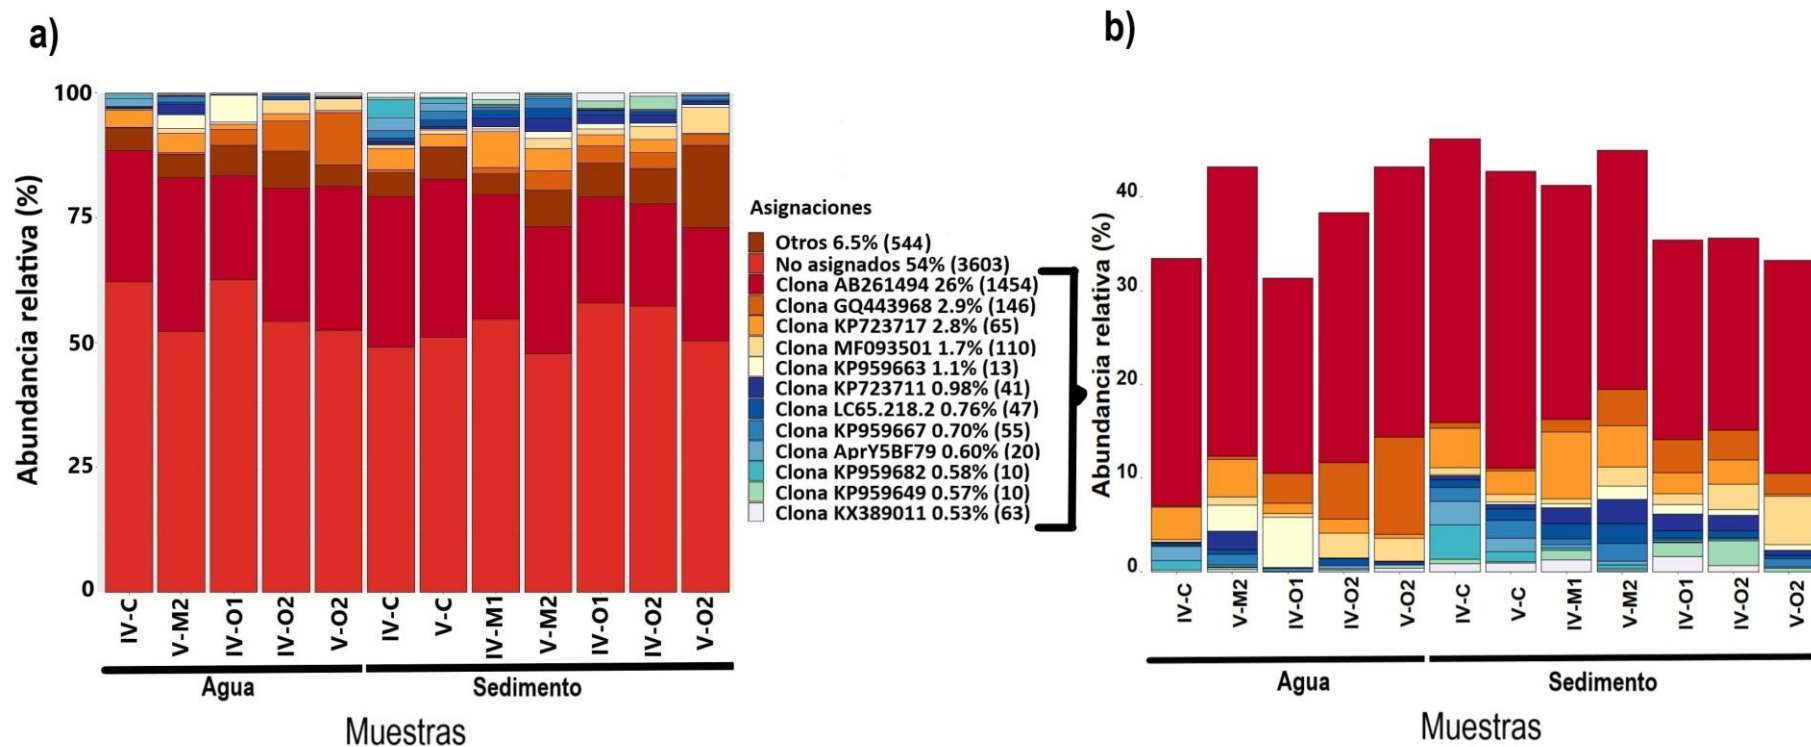 a)
Abundancia relativa (%)
100
75
50
25
0
IV-C
V-M2
IV-O1
IV-O2
V-O2
IV-C
V-C
IV-M1
V-M2
IV-O1
IV-O2
V-O2
Agua
Sedimento
Muestras
Asignaciones
Otros 6.5% (544)
No asignados 54% (3603)
Clona AB261494 26% (1454)
Clona GQ443968 2.9% (146)
Clona KP723717 2.8% (65)
Clona MF093501 1.7% (110)
Clona KP959663 1.1% (13)
Clona KP723711 0.98% (41)
Clona LC65.218.2 0.76% (47)
Clona KP959667 0.70% (55)
Clona AprY5BF79 0.60% (20)
Clona KP959682 0.58% (10)
Clona KP959649 0.57% (10)
Clona KX389011 0.53% (63)
b)
Abundancia relativa (%)
40
30
20
10
0
IV-C
V-M2
IV-O1
IV-O2
V-O2
IV-C
V-C
IV-M1
V-M2
IV-O1
IV-O2
V-O2
Agua
Sedimento
Muestras